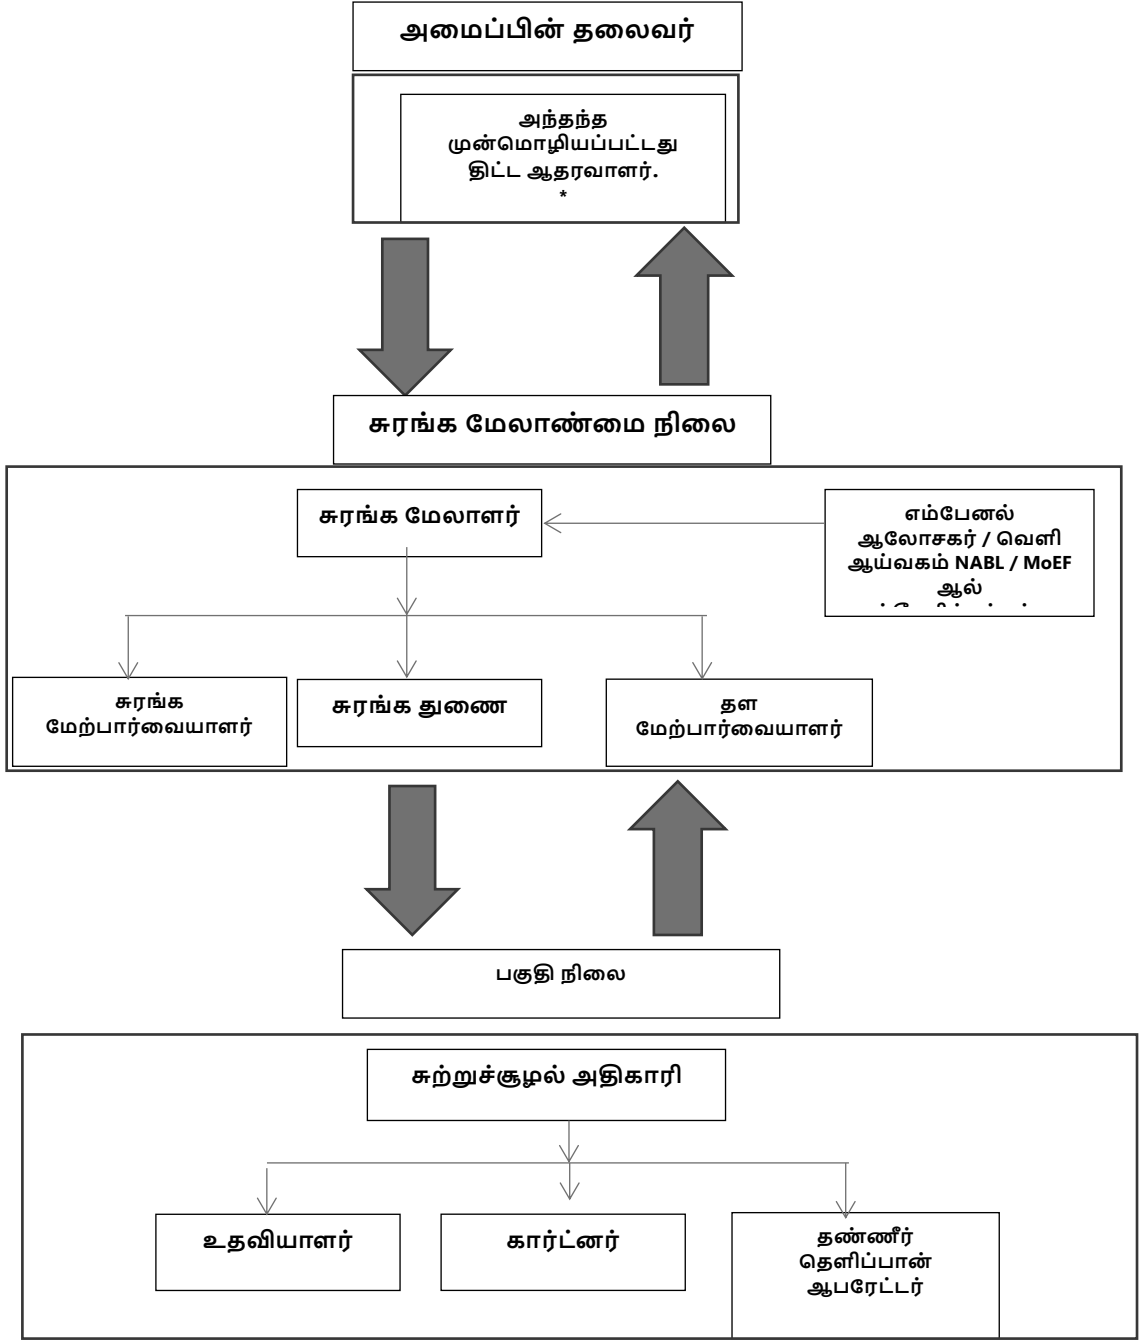 அமைப்பின் தலைவர்
அந்தந்த
முன்மொழியப்பட்டது
திட்ட ஆதரவாளர்.
*
சுரங்க மேலாண்மை நிலை
சுரங்க மேலாளர்
எம்பேனல்
ஆலோசகர் / வெளி
ஆய்வகம் NABL / MoEF
ஆல்
சுரங்க
மேற்பார்வையாளர்
சுரங்க துணை
தள
மேற்பார்வையாளர்
பகுதி நிலை
சுற்றுச்சூழல் அதிகாரி
உதவியாளர்
கார்ட்னர்
தண்ணீர்
தெளிப்பான்
ஆபரேட்டர்